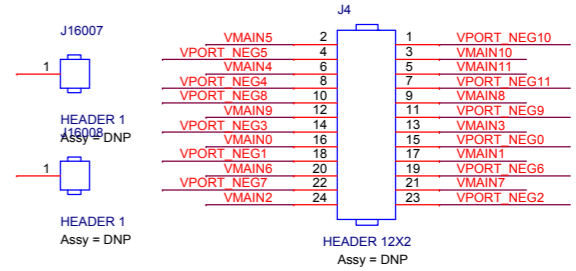 J4
J16007
VMAIN5 2 1 VPORT_NEG10
VPORT_NEG5 4 3 VMAIN10
1 VMAIN4 6 5 VMAIN11
VPORT_NEG4 8 7 VPORT_NEG11
VPORT_NEG8 10 9 VMAIN8
VMAIN9 12 11 VPORT_NEG9
HEADER 1
VPORT_NEG3 14 13 VMAIN3
J16008
Assy = DNP
VMAIN0 16 15 VPORT_NEG0
VPORT_NEG1 18 17 VMAIN1
1 VMAIN6 20 19 VPORT_NEG6
VPORT_NEG7 22 21 VMAIN7
VMAIN2 24 23 VPORT_NEG2
HEADER 1
Assy = DNP
HEADER 12X2
Assy = DNP